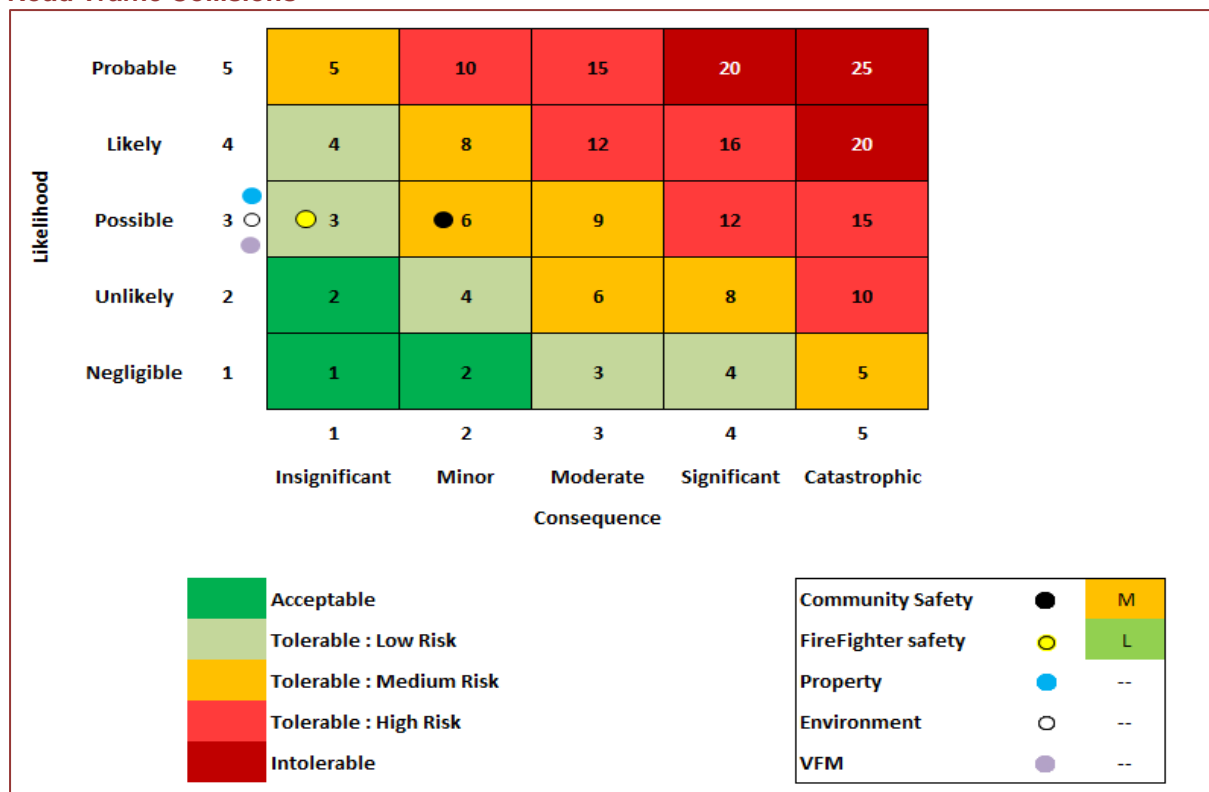 Probable 5 5 10 15 20 25
Likely 4 4 8 12 16 20
Likelihood
Possible 3 3 6 9 12 15
Unlikely 2 2 4 6 8 10
Negligible 1 1 2 3 4 5
1 2 3 4 5
Insignificant Minor Moderate Significant Catastrophic
Consequence
Acceptable
Tolerable : Low Risk
Tolerable : Medium Risk
Tolerable : High Risk
Intolerable
Community Safety M
FireFighter safety L
Property --
Environment --
VFM --